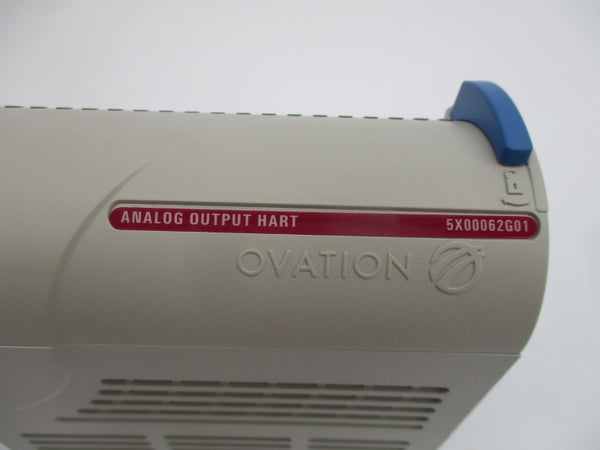 ANALOG OUTPUT HART 5X00062G01
OVATION